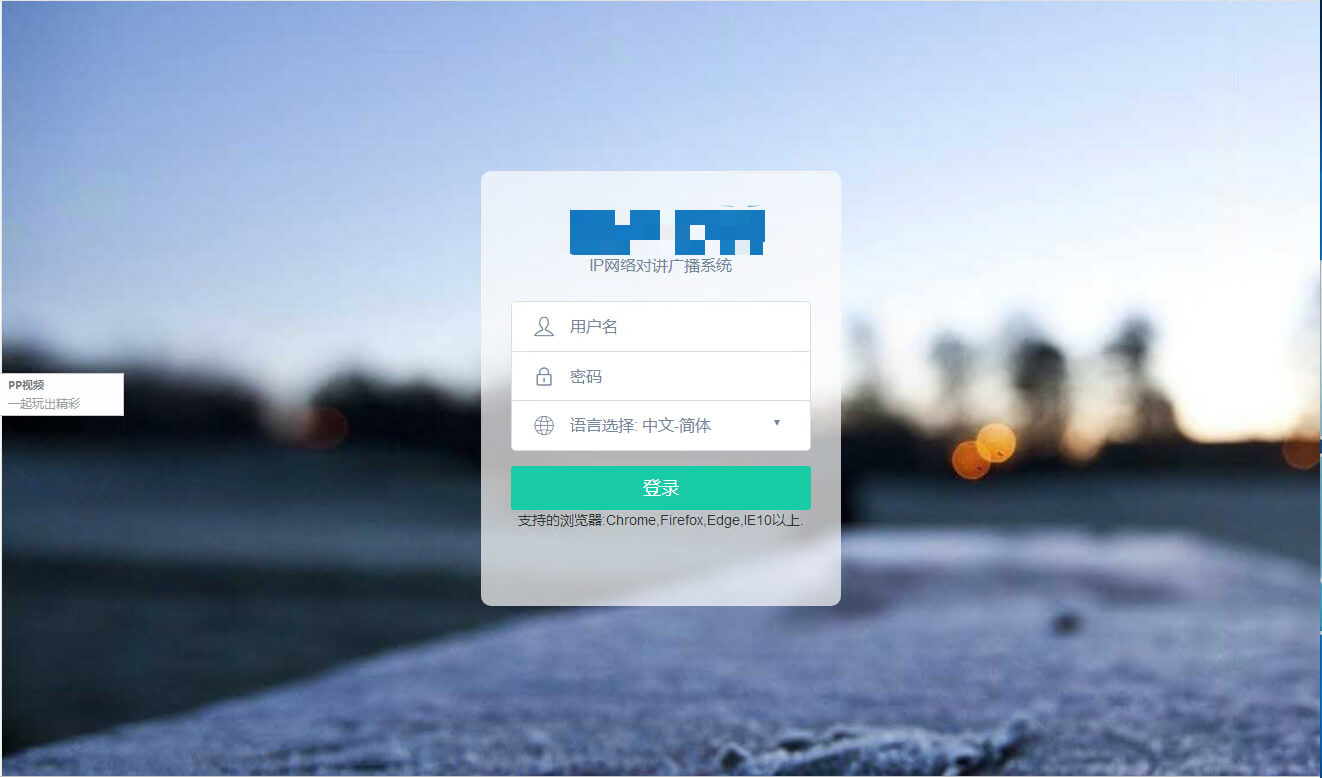 IP网络对讲广播系统
用户名
密码
语言选择: 中文-简体
登录
支持的浏览器:Chrome,Firefox,Edge,IE10以上.
PP视频
一起玩出精彩